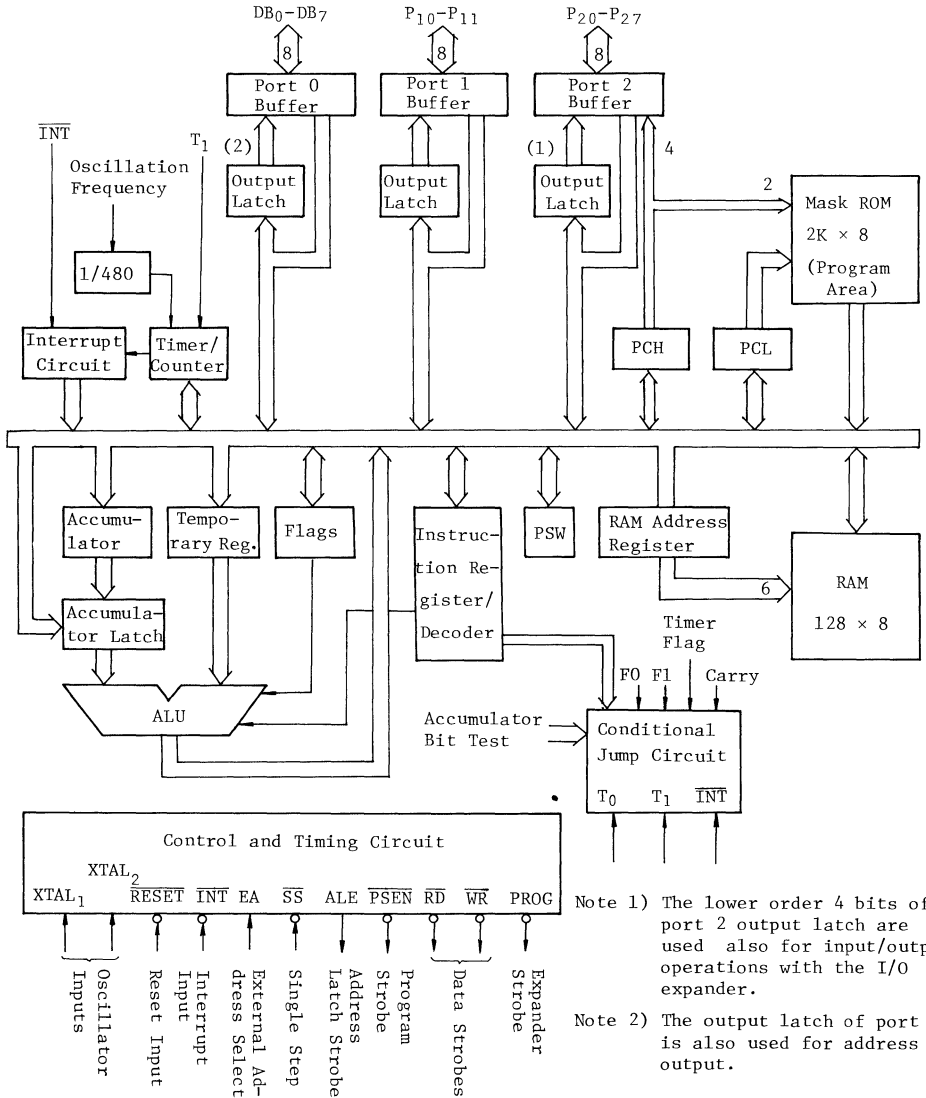 DB0-DB7
P10-P11
P20-P27
8
8
8
Port 0
Buffer
Port 1
Buffer
Port 2
Buffer
INT
T1
(2)
(1)
4
Oscillation
Frequency
Output
Latch
Output
Latch
Output
Latch
2
Mask ROM
2K × 8
(Program
Area)
1/480
Interrupt
Circuit
Timer/
Counter
PCH
PCL
Accumu-
lator
Tempo-
rary Reg.
Flags
Instruc-
tion Re-
gister/
Decoder
PSW
RAM Address
Register
6
RAM
128 × 8
Accumula-
tor Latch
ALU
Timer
Flag
F0
F1
Carry
Accumulator
Bit Test
Conditional
Jump Circuit
T0
T1
INT
Control and Timing Circuit
XTAL1
XTAL2
RESET
INT
EA
SS
ALE
PSEN
RD
WR
PROG
Oscillator
Inputs
Reset Input
Interrupt
Input
External Ad-
dress Select
Single Step
Address
Latch Strobe
Program
Strobe
Data Strobes
Expander
Strobe
Note 1) The lower order 4 bits of
port 2 output latch are
used also for input/outp
operations with the I/O
expander.
Note 2) The output latch of port
is also used for address
output.